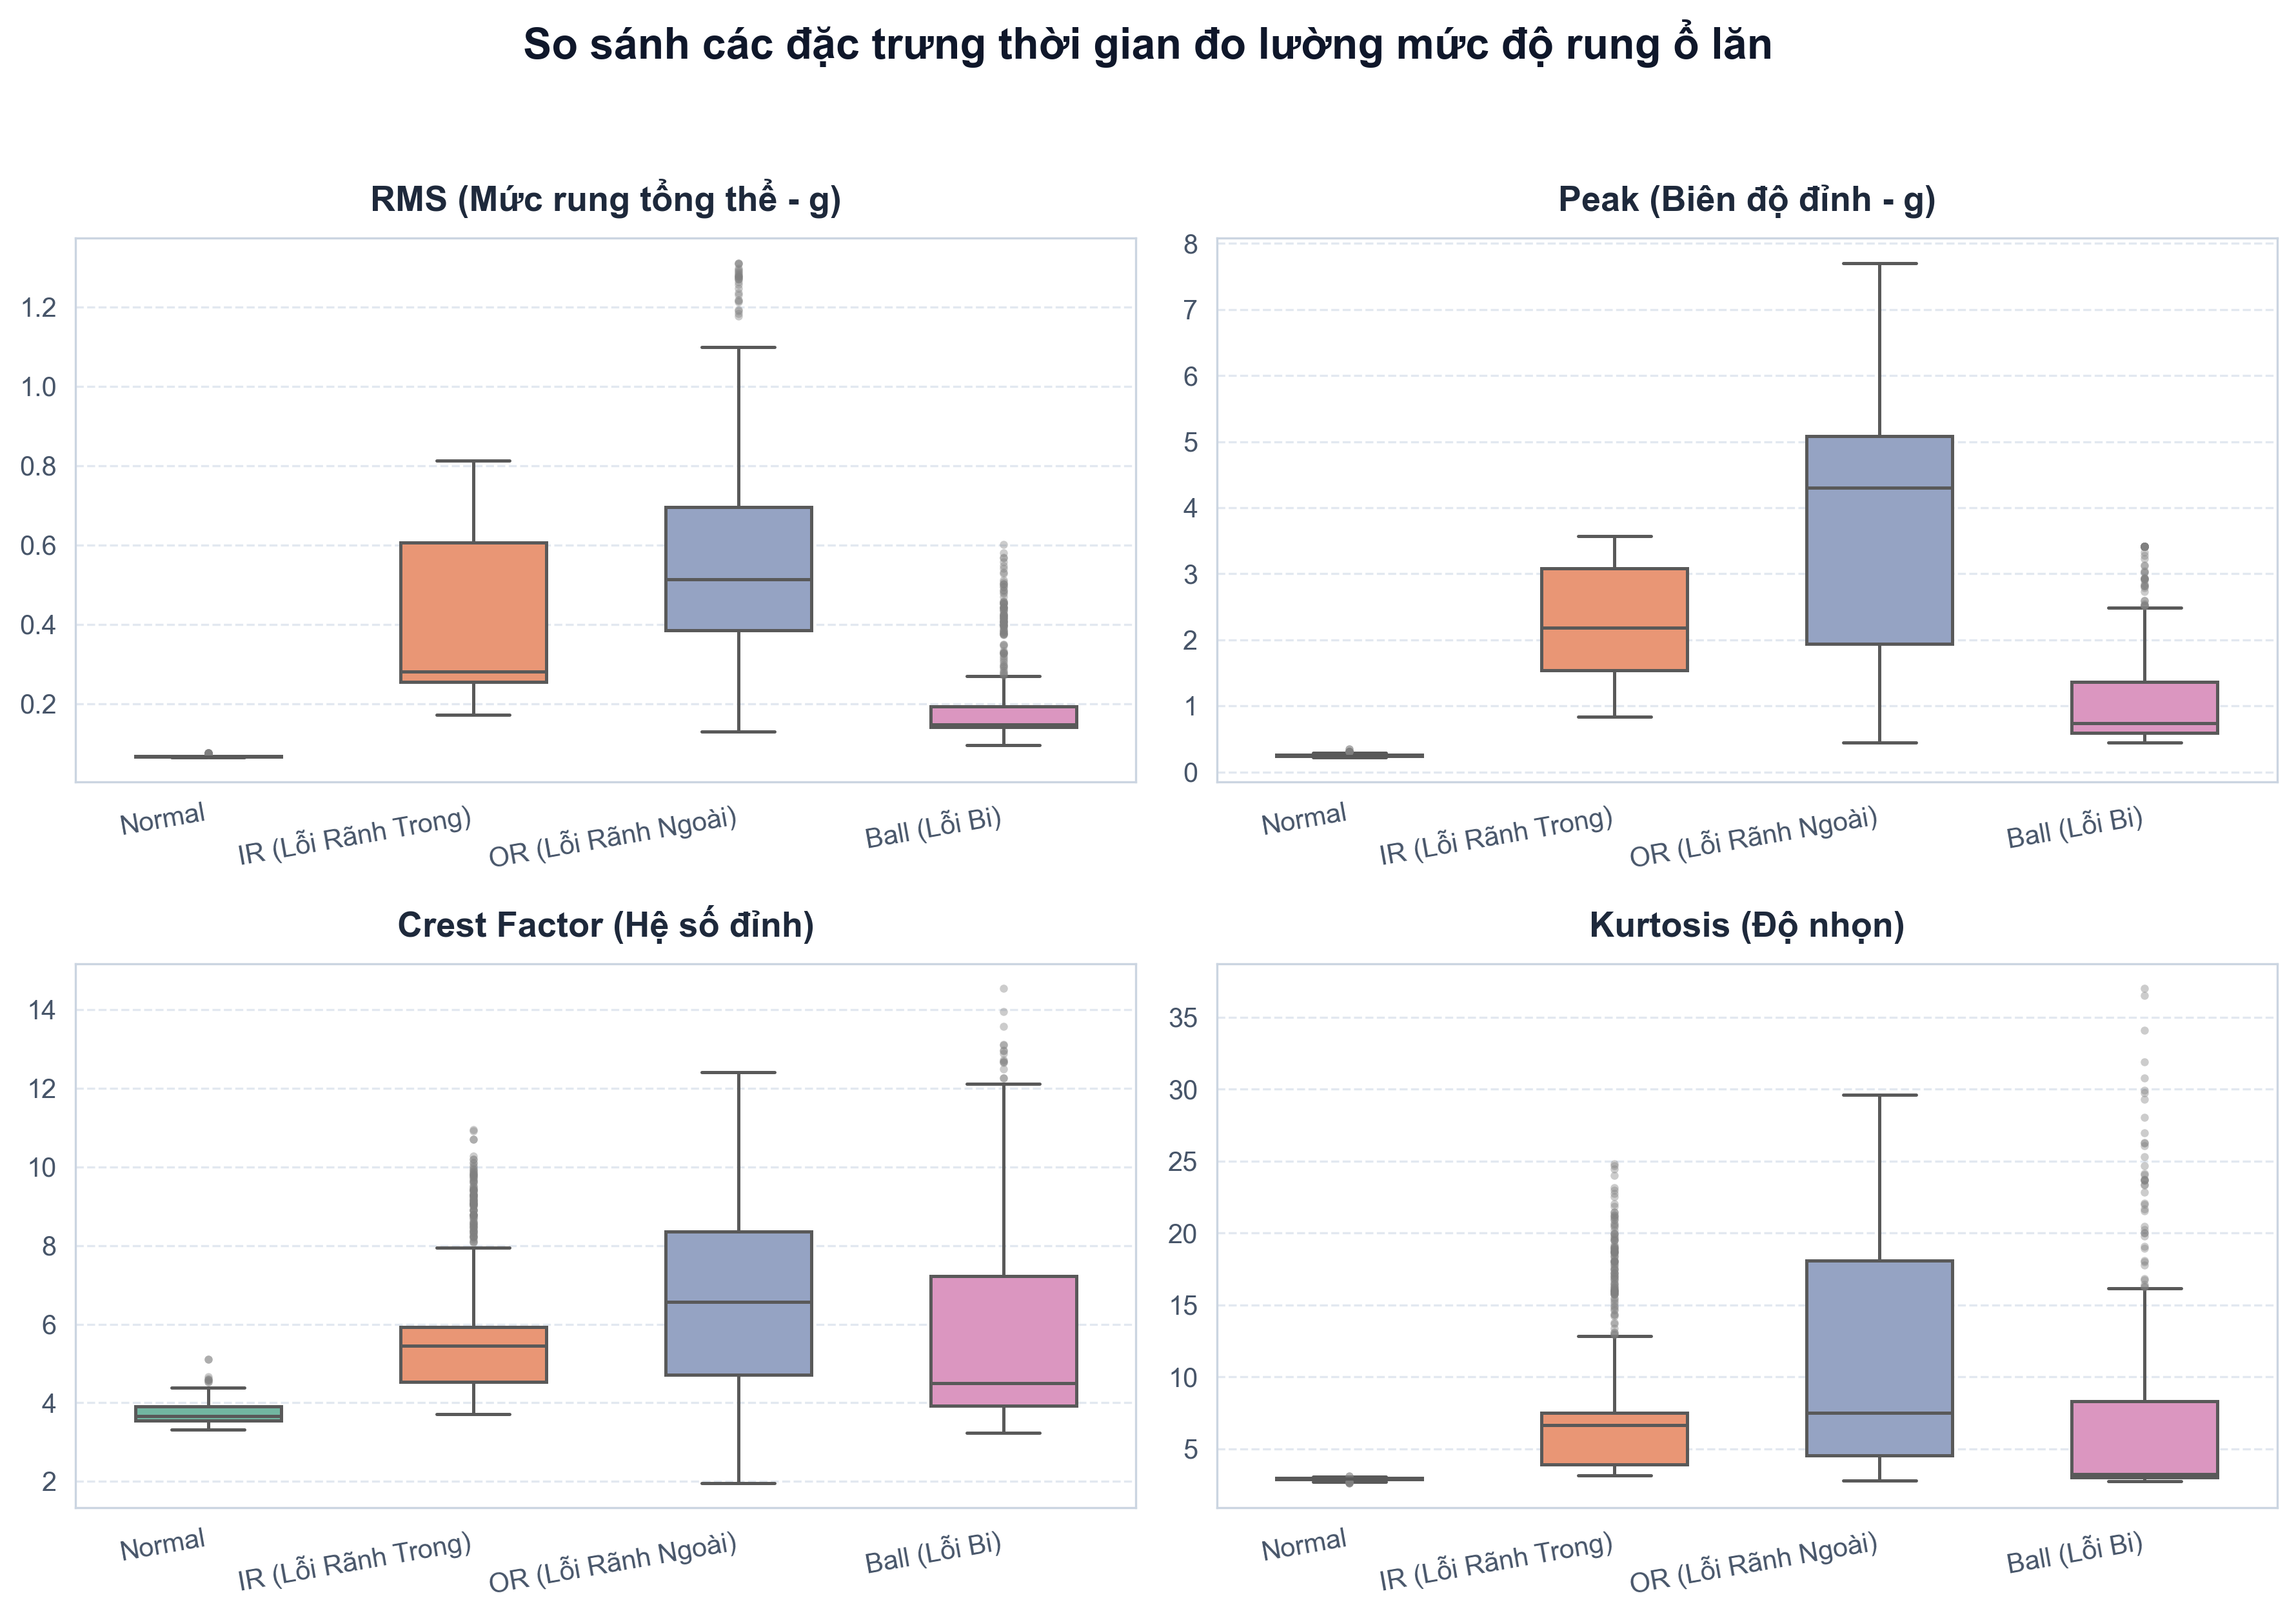 So sánh các đặc trưng thời gian đo lường mức độ rung ổ lăn
RMS (Mức rung tổng thể - g)
1.2
1.0
0.8
0.6
0.4
0.2
Normal
IR (Lỗi Rãnh Trong)
OR (Lỗi Rãnh Ngoài)
Ball (Lỗi Bi)
Peak (Biên độ đỉnh - g)
8
7
6
5
4
3
2
1
0
Normal
IR (Lỗi Rãnh Trong)
OR (Lỗi Rãnh Ngoài)
Ball (Lỗi Bi)
Crest Factor (Hệ số đỉnh)
14
12
10
8
6
4
2
Normal
IR (Lỗi Rãnh Trong)
OR (Lỗi Rãnh Ngoài)
Ball (Lỗi Bi)
Kurtosis (Độ nhọn)
35
30
25
20
15
10
5
Normal
IR (Lỗi Rãnh Trong)
OR (Lỗi Rãnh Ngoài)
Ball (Lỗi Bi)